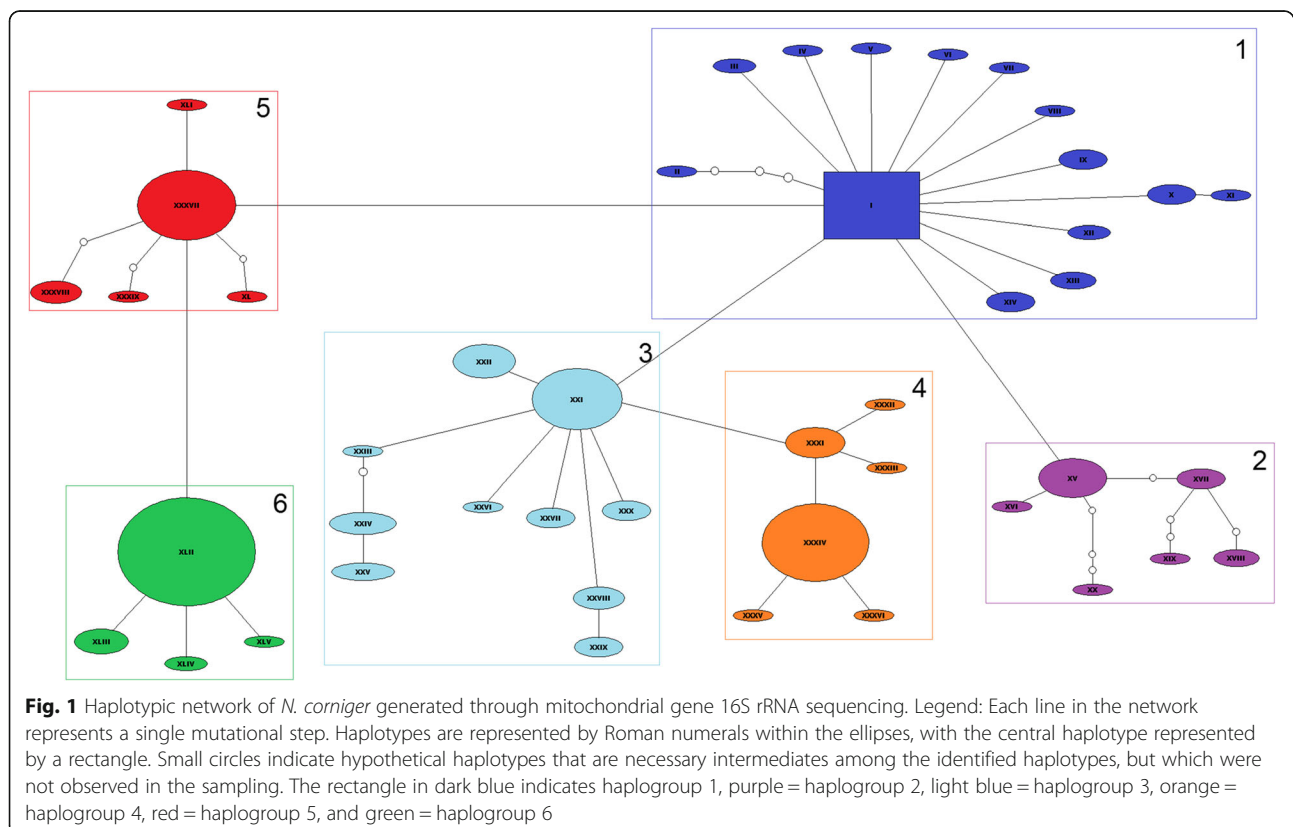 1
IV
V
VI
III
VII
VIII
IX
II
X
XI
I
XII
XIII
XIV
5
XLI
XXXVII
XXXVIII
XXXIX
XL
3
XXII
XXI
XXIII
XXVI
XXVII
XXX
XXIV
XXV
XXVIII
XXIX
4
XXXII
XXXI
XXXIII
XXXIV
XXXV
XXXVI
2
XV
XVII
XVI
XIX
XVIII
XX
6
XLII
XLIII
XLIV
XLV
Fig. 1 Haplotypic network of N. corniger generated through mitochondrial gene 16S rRNA sequencing. Legend: Each line in the network
represents a single mutational step. Haplotypes are represented by Roman numerals within the ellipses, with the central haplotype represented
by a rectangle. Small circles indicate hypothetical haplotypes that are necessary intermediates among the identified haplotypes, but which were
not observed in the sampling. The rectangle in dark blue indicates haplogroup 1, purple = haplogroup 2, light blue = haplogroup 3, orange =
haplogroup 4, red = haplogroup 5, and green = haplogroup 6